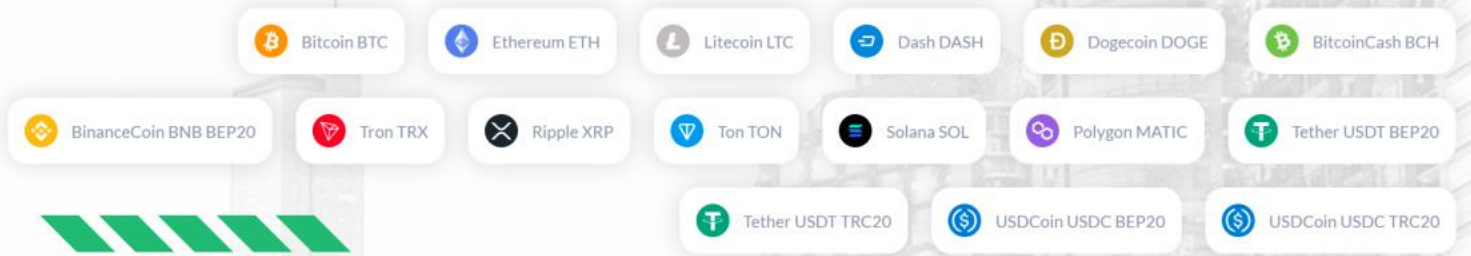 Bitcoin BTC
Ethereum ETH
Litecoin LTC
Dash DASH
Dogecoin DOGE
BitcoinCash BCH
BinanceCoin BNB BEP20
Tron TRX
Ripple XRP
Ton TON
Solana SOL
Polygon MATIC
Tether USDT BEP20
Tether USDT TRC20
USDCoin USDC BEP20
USDCoin USDC TRC20